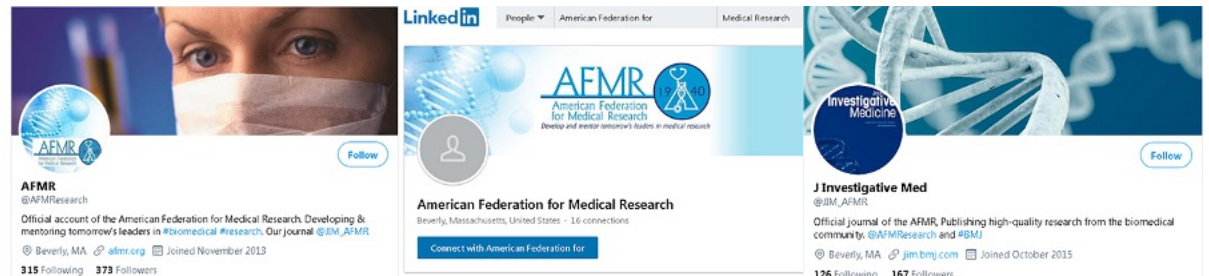 AFMR
American Federation
for Medical Research
Follow
AFMR
@AFMResearch
Official account of the American Federation for Medical Research. Developing &
mentoring tomorrow's leaders in #biomedical #research. Our journal @JIM_AFMR
Beverly, MA afmr.org Joined November 2013
315 Following 373 Followers
Linked in People American Federation for Medical Research
AFMR 1940
American Federation
for Medical Research
Develop and mentor tomorrow's leaders in medical research
American Federation for Medical Research
Beverly, Massachusetts, United States · 16 connections
Connect with American Federation for
Investigative
Medicine
Follow
J Investigative Med
@JIM_AFMR
Official journal of the AFMR, Publishing high-quality research from the biomedical
community. @AFMResearch and #BMJ
Beverly, MA jim.bmj.com Joined October 2015
126 Following 167 Followers